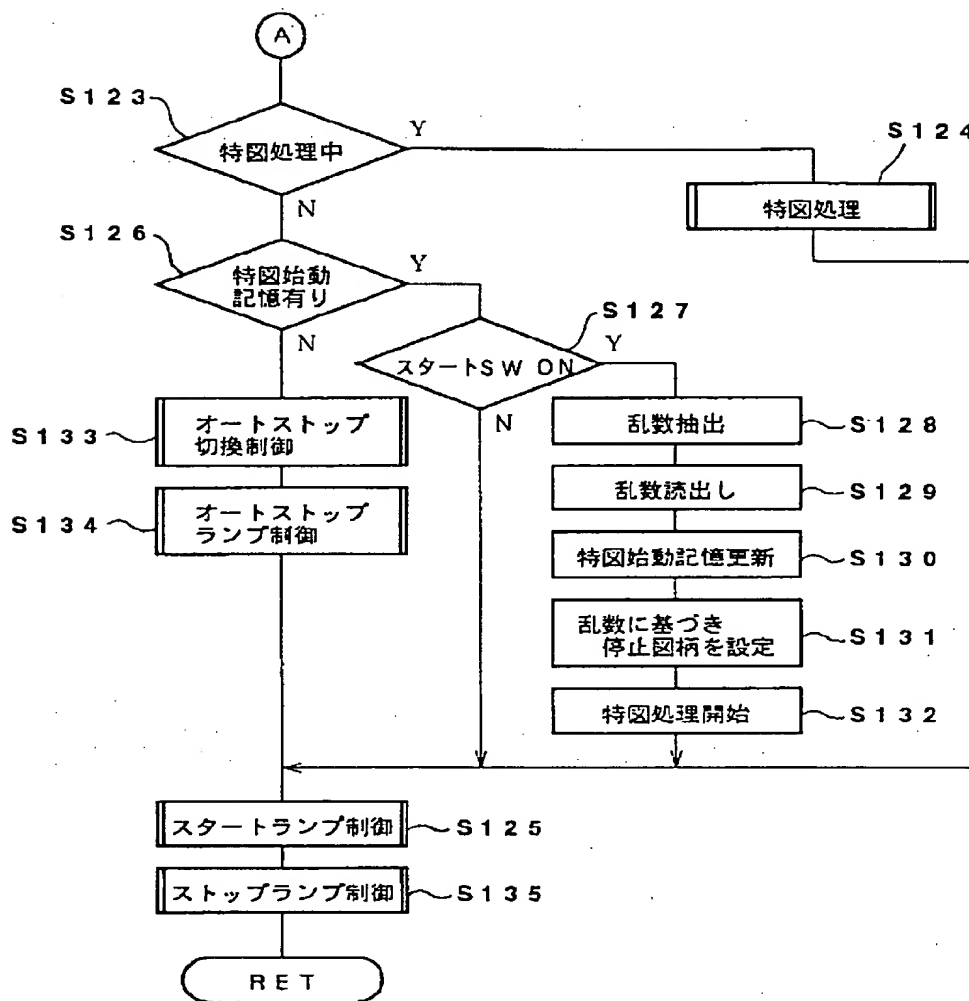 A
S123
Y
S124
特図処理中
特図処理
N
S126
特図始動
記憶有り
Y
S127
N
スタートSW ON
Y
S133
オートストップ
切換制御
N
乱数抽出
S128
S134
オートストップ
ランプ制御
乱数読出し
S129
特図始動記憶更新
S130
乱数に基づき
停止図柄を設定
S131
特図処理開始
S132
スタートランプ制御
S125
ストップランプ制御
S135
RET